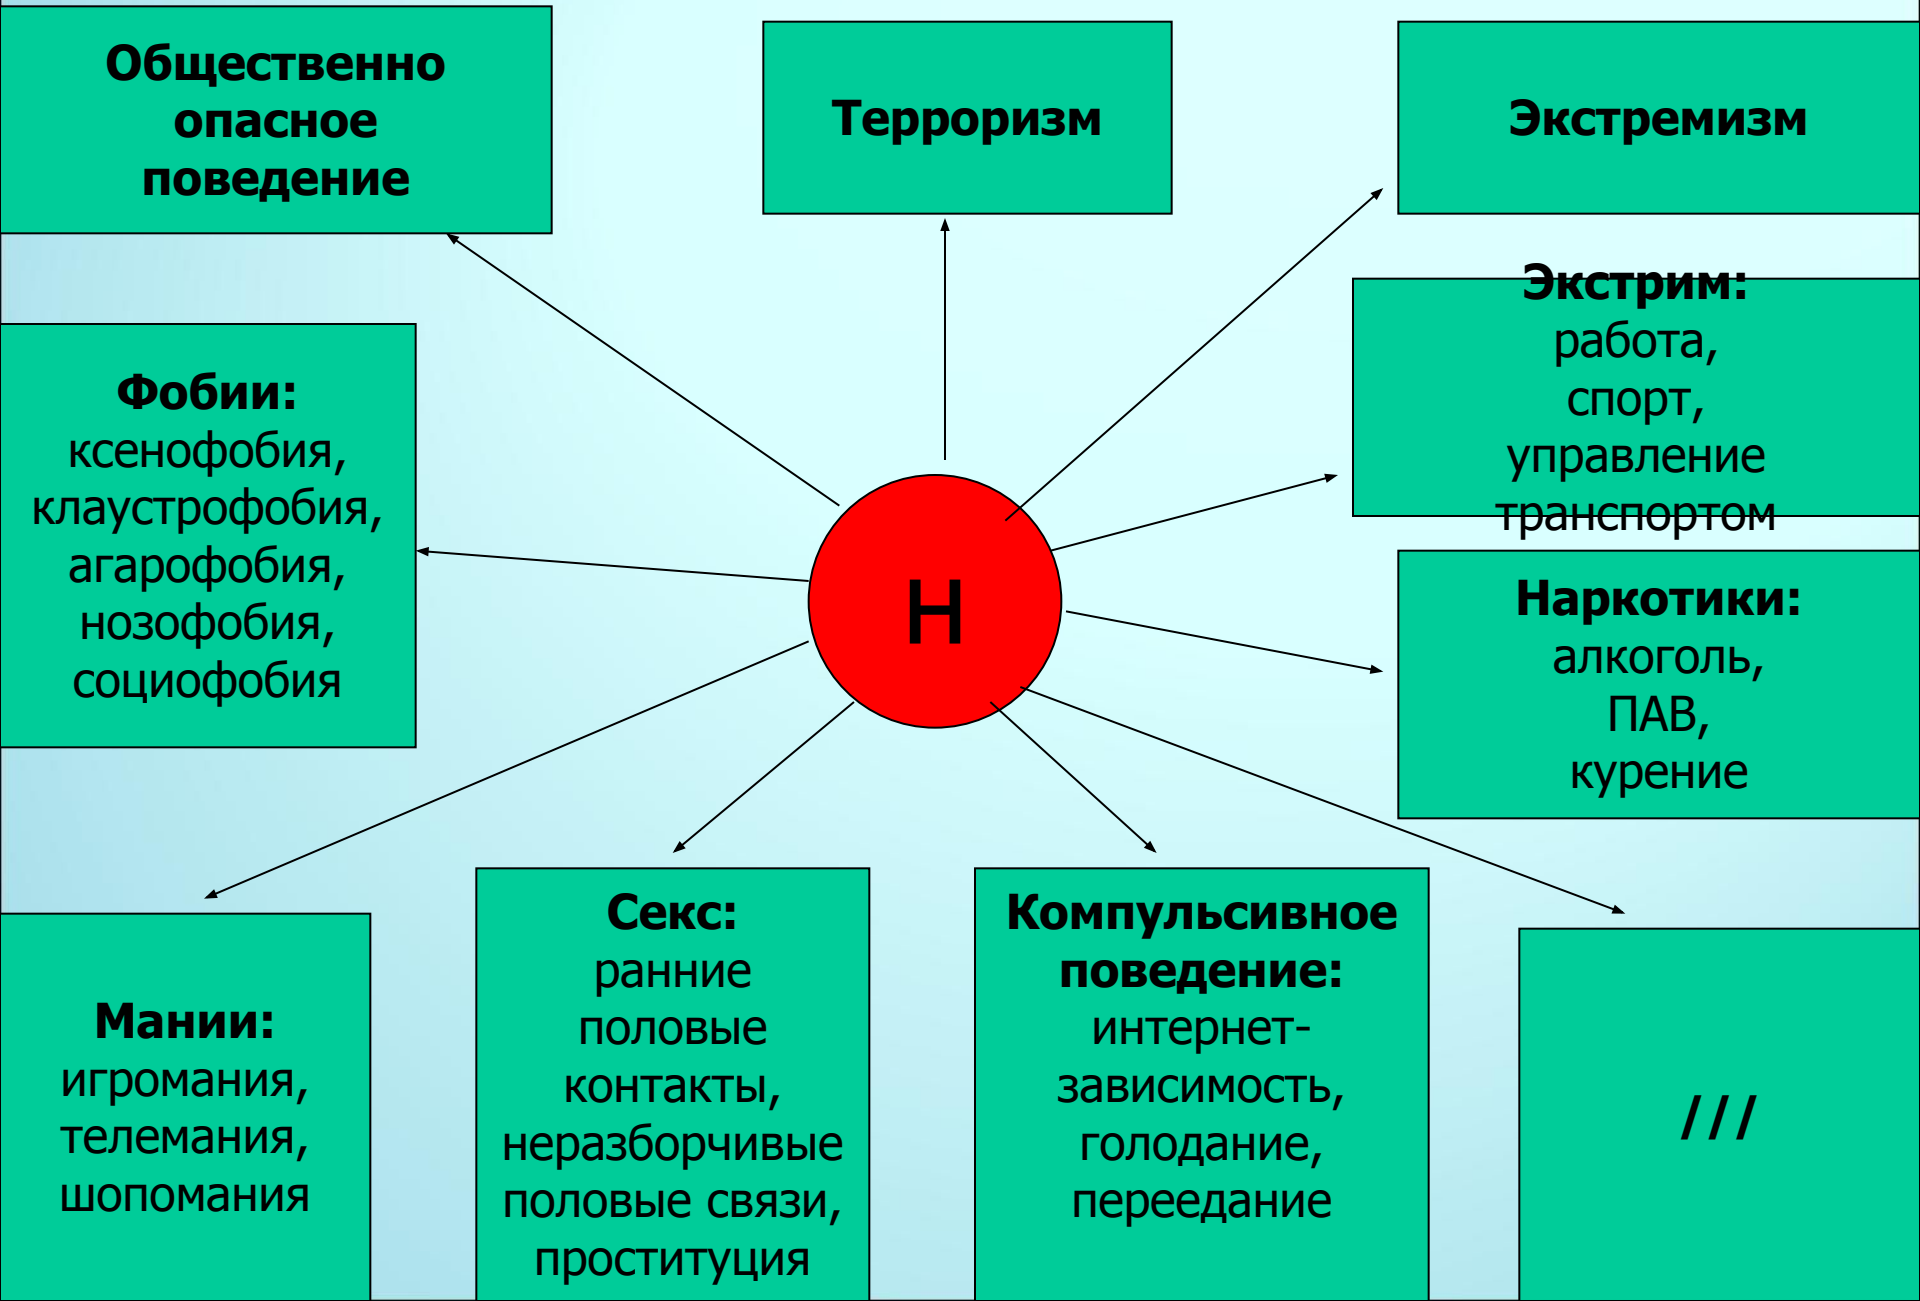 Общественно
опасное
поведение
Терроризм
Экстремизм
Экстрим:
работа,
спорт,
управление
транспортом
Фобии:
ксенофобия,
клаустрофобия,
агарофобия,
нозофобия,
социофобия
Н
Наркотики:
алкоголь,
ПАВ,
курение
Мании:
игромания,
телемания,
шопомания
Секс:
ранние
половые
контакты,
неразборчивые
половые связи,
проституция
Компульсивное
поведение:
интернет-
зависимость,
голодание,
переедание
///